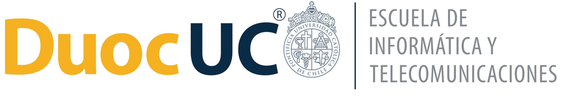 Duoc UC®
ESCUELA DE
INFORMÁTICA Y
TELECOMUNICACIONES